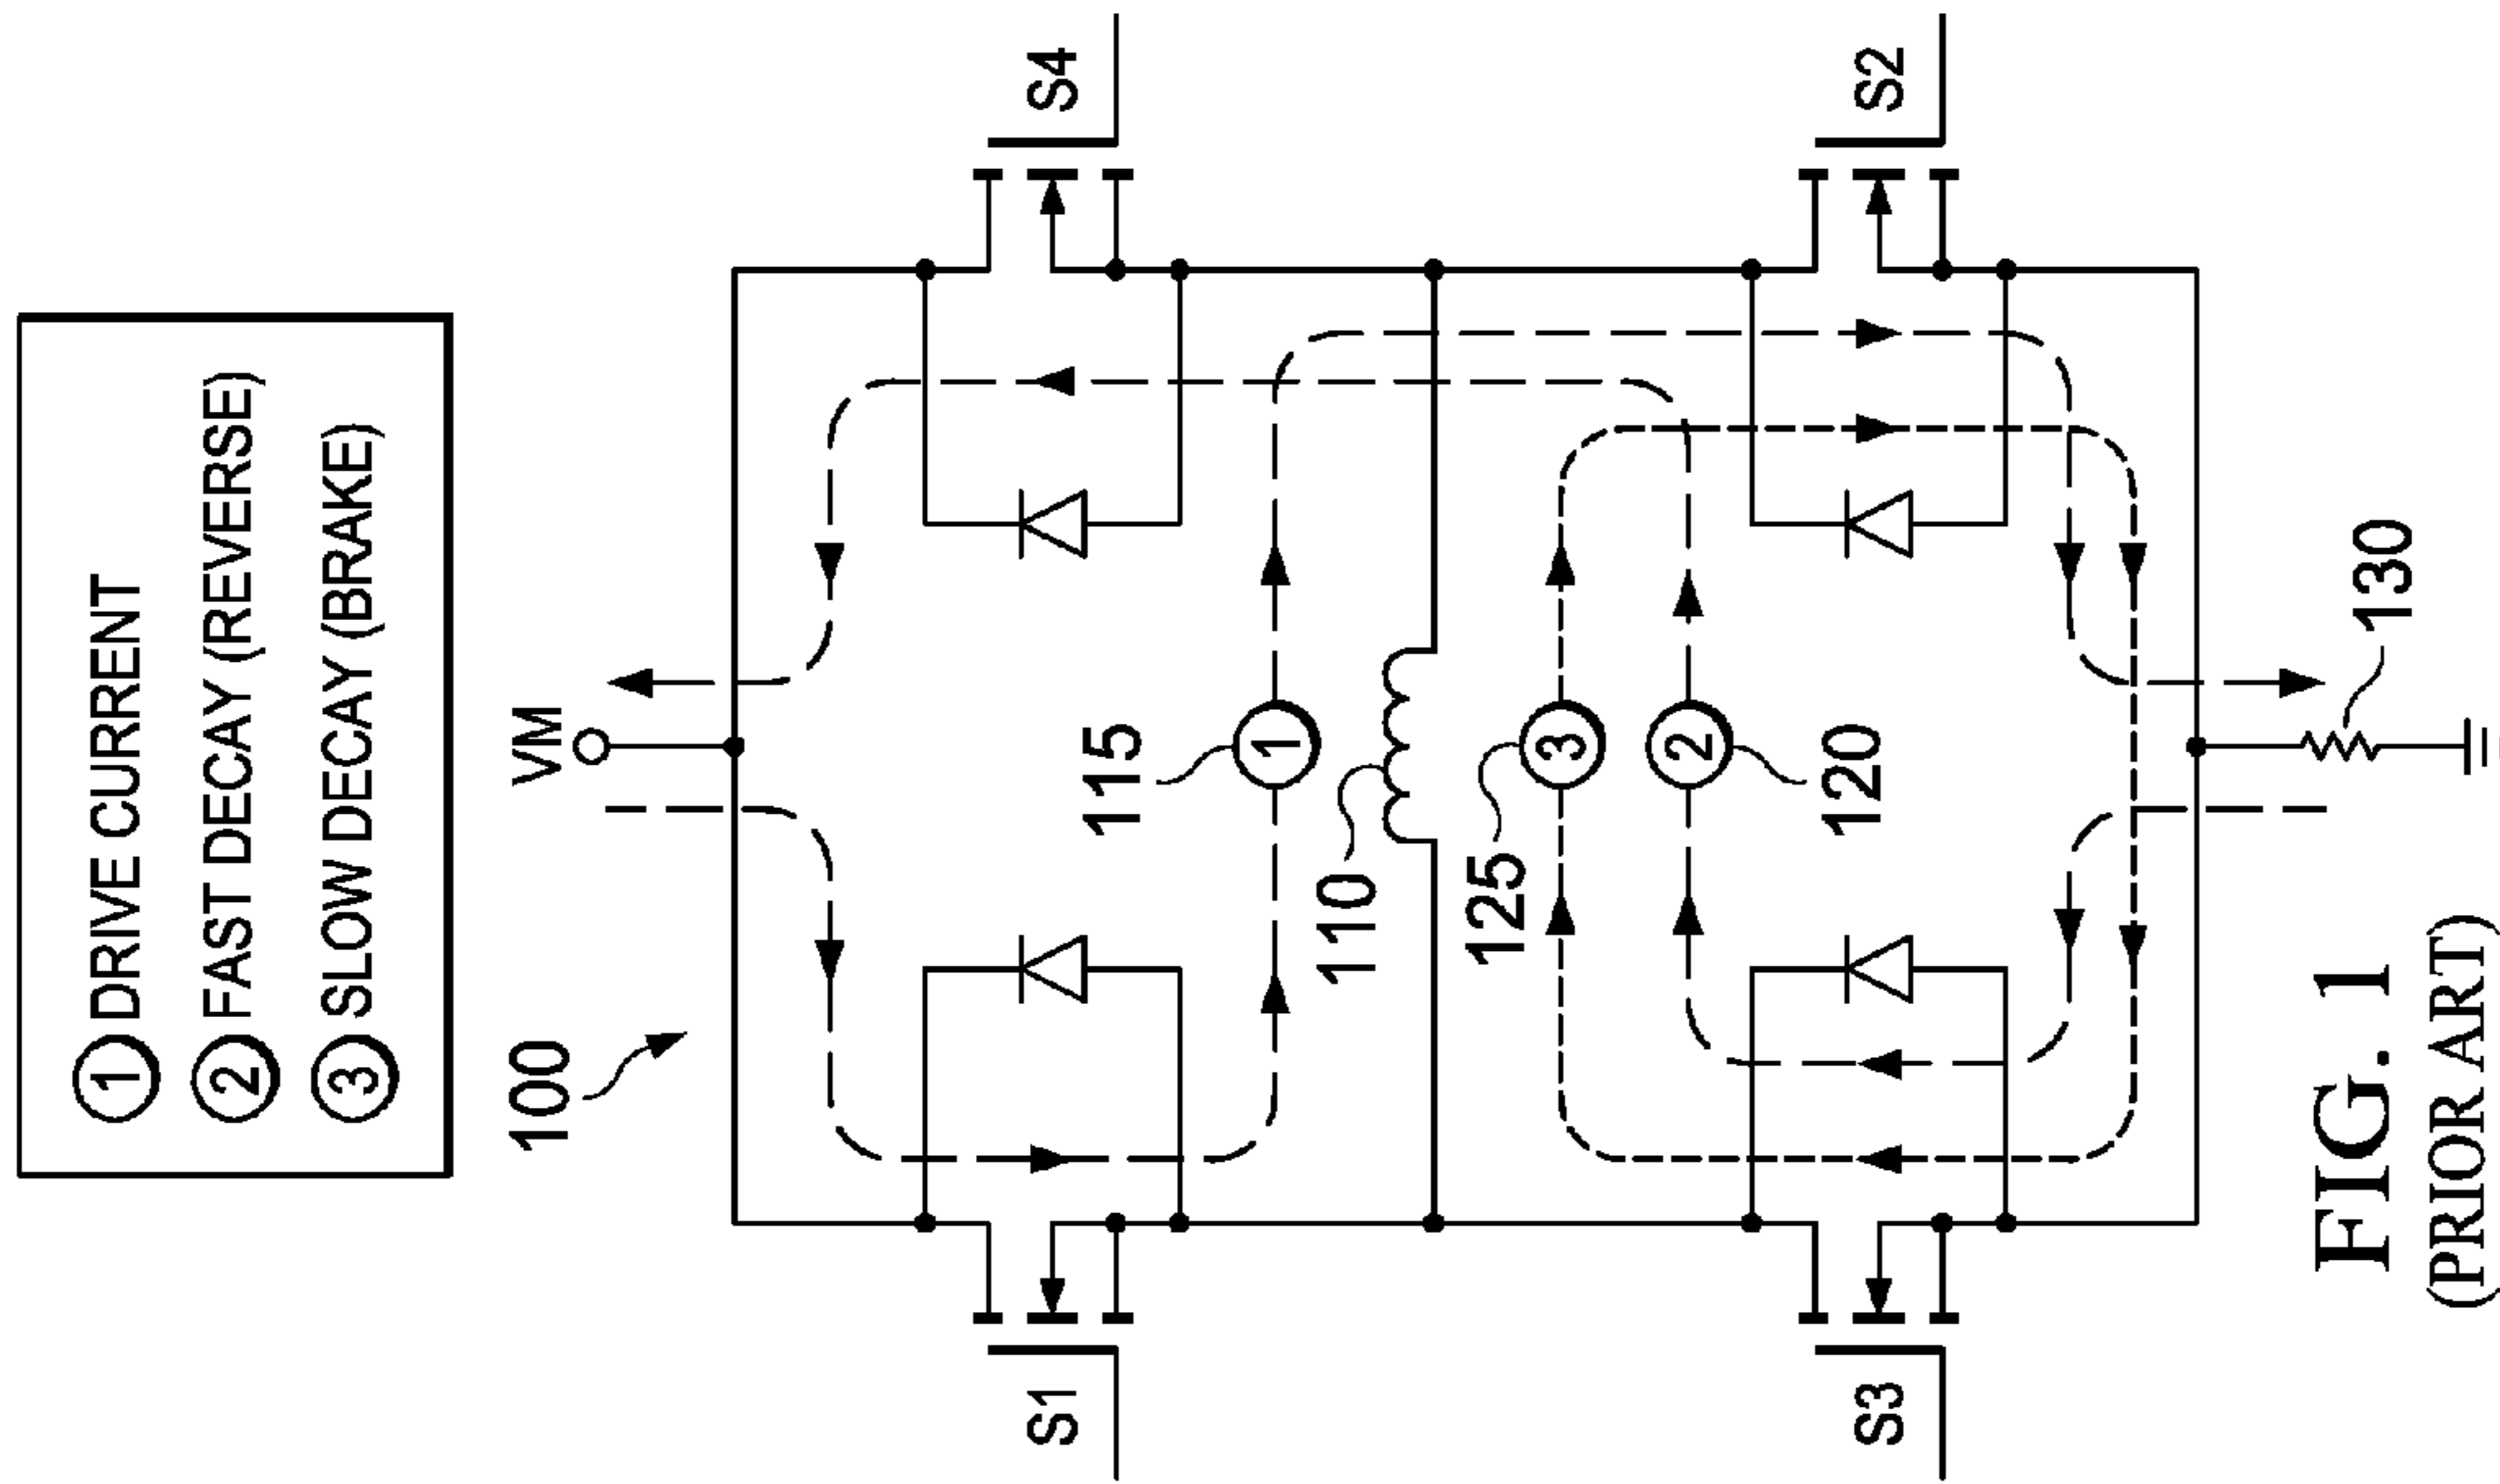 ① DRIVE CURRENT
② FAST DECAY (REVERSE)
③ SLOW DECAY (BRAKE)
100
VM
S1
S4
115
1
110
125
3
2
120
S3
S2
130
FIG. 1
(PRIOR ART)